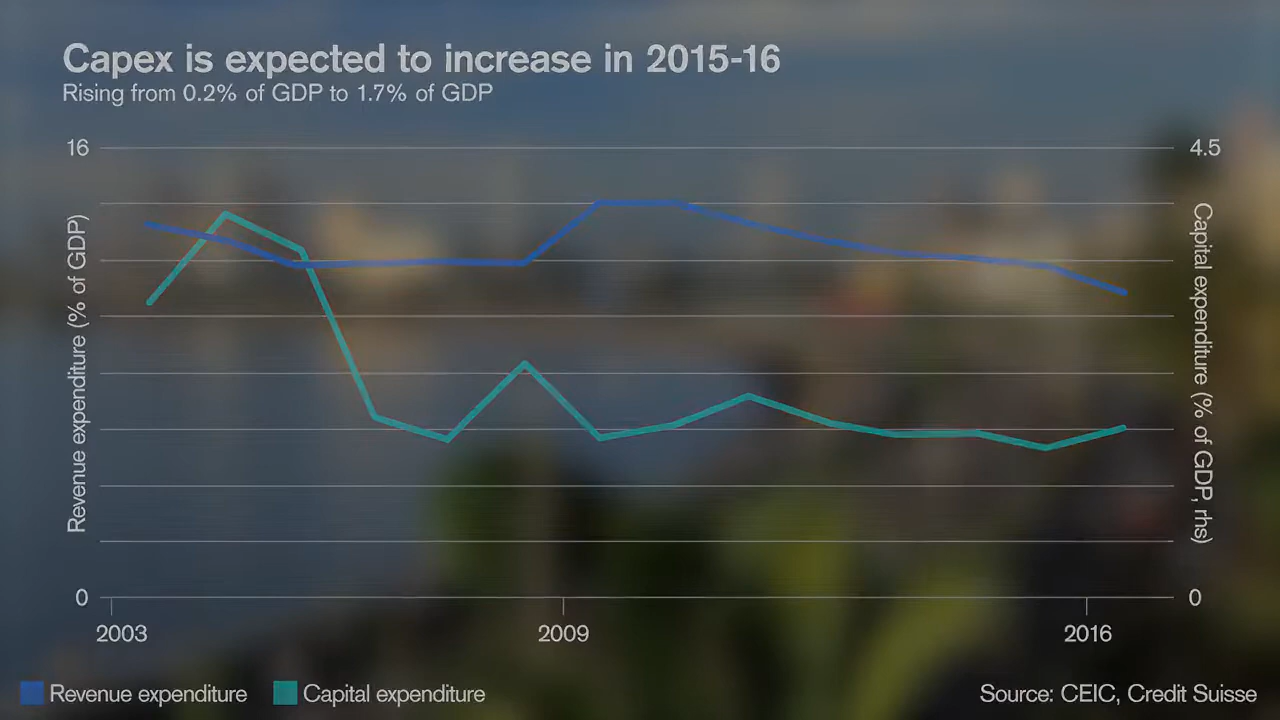 Capex is expected to increase in 2015-16
Rising from 0.2% of GDP to 1.7% of GDP
16
4.5
Revenue expenditure (% of GDP)
Capital expenditure (% of GDP, rhs)
0
0
2003
2009
2016
Revenue expenditure
Capital expenditure
Source: CEIC, Credit Suisse